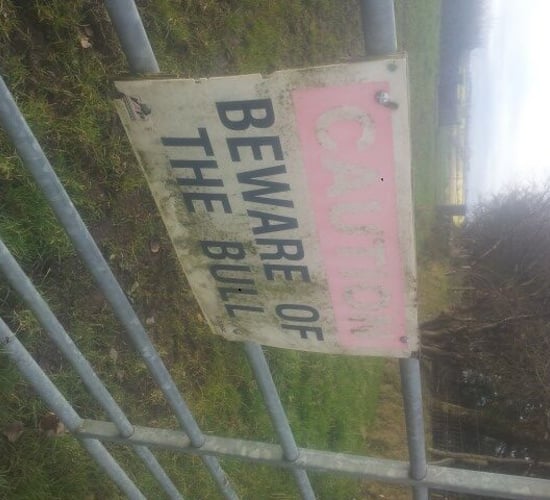 CAUTION
BEWARE OF
THE BULL